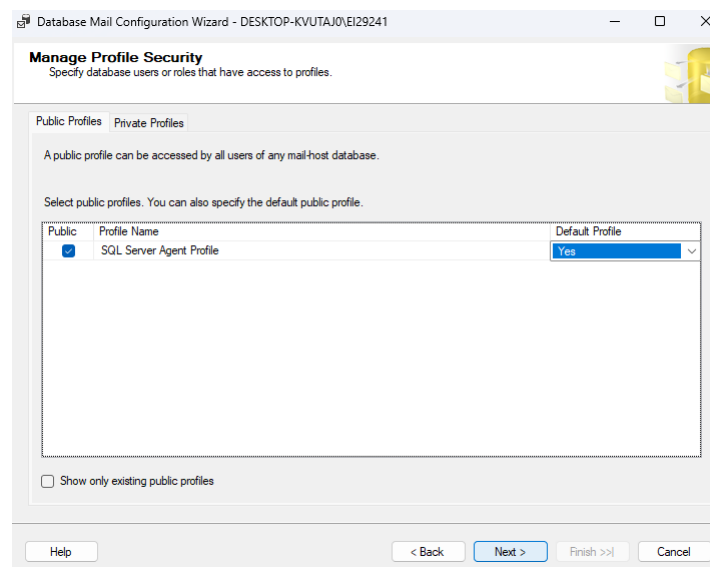 Database Mail Configuration Wizard - DESKTOP-KVUTAJ0\EI29241
Manage Profile Security
Specify database users or roles that have access to profiles.
Public Profiles Private Profiles
A public profile can be accessed by all users of any mail-host database.
Select public profiles. You can also specify the default public profile.
Public Profile Name Default Profile
SQL Server Agent Profile Yes
Show only existing public profiles
Help < Back Next > Finish >>| Cancel